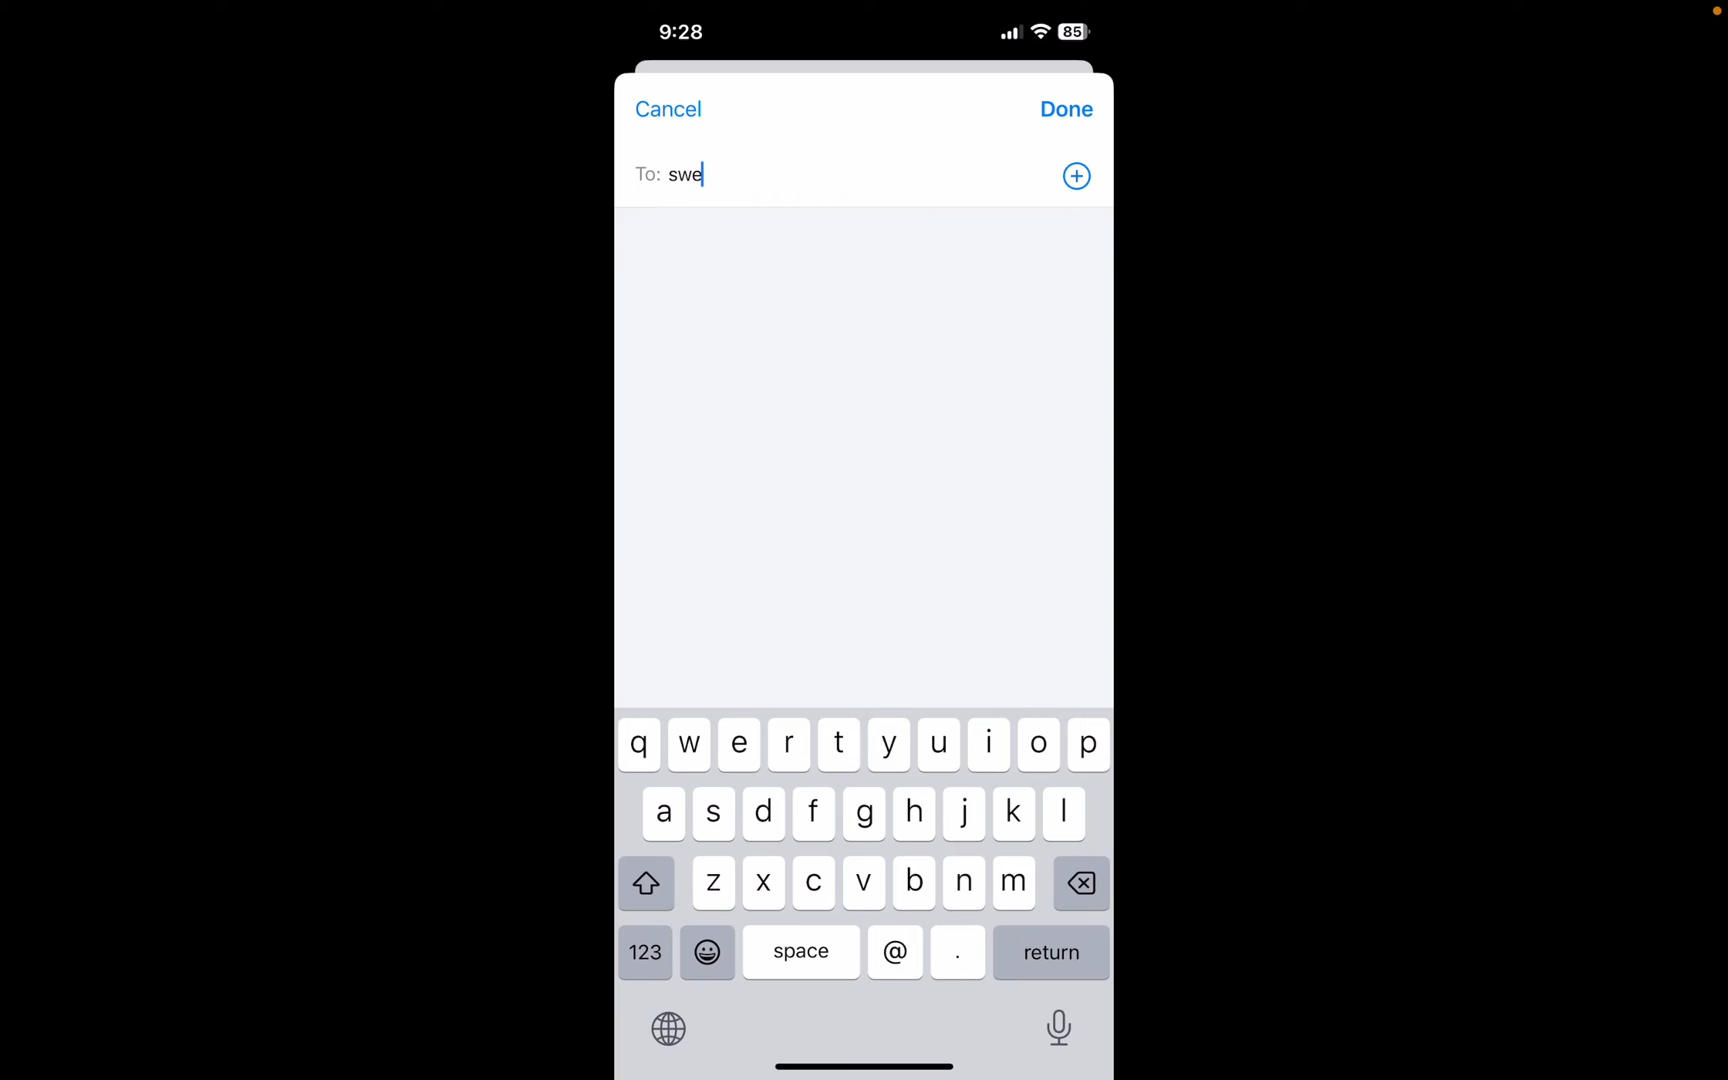 9:28
85
Cancel Done
To: swe
q w e r t y u i o p
a s d f g h j k l
z x c v b n m
123 space @ . return